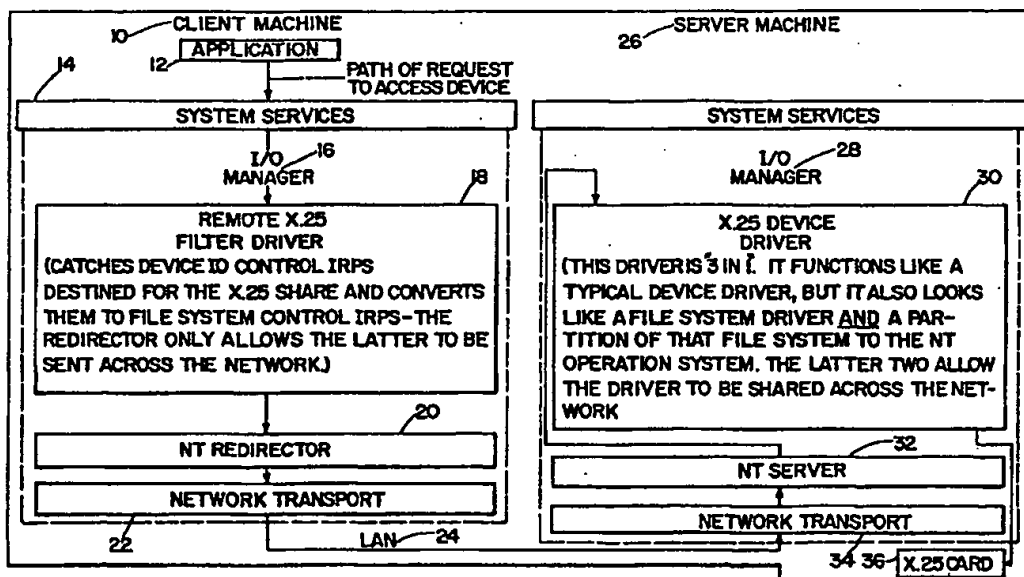 10 CLIENT MACHINE
APPLICATION
12
PATH OF REQUEST
TO ACCESS DEVICE
14
SYSTEM SERVICES
I/O
MANAGER
16
18
REMOTE X.25
FILTER DRIVER
(CATCHES DEVICE IO CONTROL IRPS
DESTINED FOR THE X.25 SHARE AND CONVERTS
THEM TO FILE SYSTEM CONTROL IRPS-THE
REDIRECTOR ONLY ALLOWS THE LATTER TO BE
SENT ACROSS THE NETWORK.)
20
NT REDIRECTOR
NETWORK TRANSPORT
22
LAN 24
26 SERVER MACHINE
SYSTEM SERVICES
I/O
MANAGER
28
30
X.25 DEVICE
DRIVER
(THIS DRIVER IS "3 IN 1". IT FUNCTIONS LIKE A
TYPICAL DEVICE DRIVER, BUT IT ALSO LOOKS
LIKE A FILE SYSTEM DRIVER AND A PAR-
TITION OF THAT FILE SYSTEM TO THE NT
OPERATION SYSTEM. THE LATTER TWO ALLOW
THE DRIVER TO BE SHARED ACROSS THE NET-
WORK
32
NT SERVER
NETWORK TRANSPORT
34 36 X.25 CARD